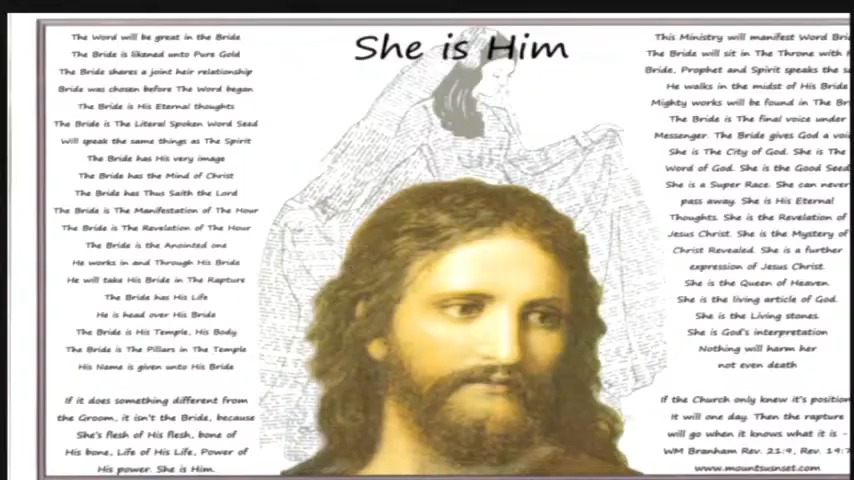 She is Him
The Word will be great in the Bride
The Bride is likened unto Pure Gold
The Bride shares a joint heir relationship
Bride was chosen before The Word began
The Bride is His Eternal thoughts
The Bride is The Literal Spoken Word Seed
Will speak the same things as The Spirit
The Bride has His very image
The Bride has the Mind of Christ
The Bride has Thus Saith the Lord
The Bride is The Manifestation of The Hour
The Bride is The Revelation of The Hour
The Bride is the Anointed one
He works in and Through His Bride
He will take His Bride in The Rapture
The Bride has His Life
He is head over His Bride
The Bride is His Temple, His Body
The Bride is The Pillars in The Temple
His Name is given unto His Bride
If it does something different from
the Groom, it isn't the Bride, because
She's flesh of His flesh, bone of
His bone, Life of His Life, Power of
His power. She is Him.
This Ministry will manifest Word
The Bride will sit in The Throne with
Bride, Prophet and Spirit speaks the
He walks in the midst of His Bride
Mighty works will be found in The
The Bride is The final voice under
Messenger. The Bride gives God a
She is The City of God. She is The
Word of God. She is the Good Seed
She is a Super Race. She can never
pass away. She is His Eternal
Thoughts. She is the Revelation of
Jesus Christ. She is the Mystery of
Christ Revealed. She is a further
expression of Jesus Christ.
She is the Queen of Heaven.
She is the living article of God.
She is the Living stones.
She is God's interpretation
Nothing will harm her
not even death
If the Church only knew it's position
It will one day. Then the rapture
will go when it knows what it is -
WM Branham Rev. 21:9, Rev. 19:7
www.mountsusnset.com